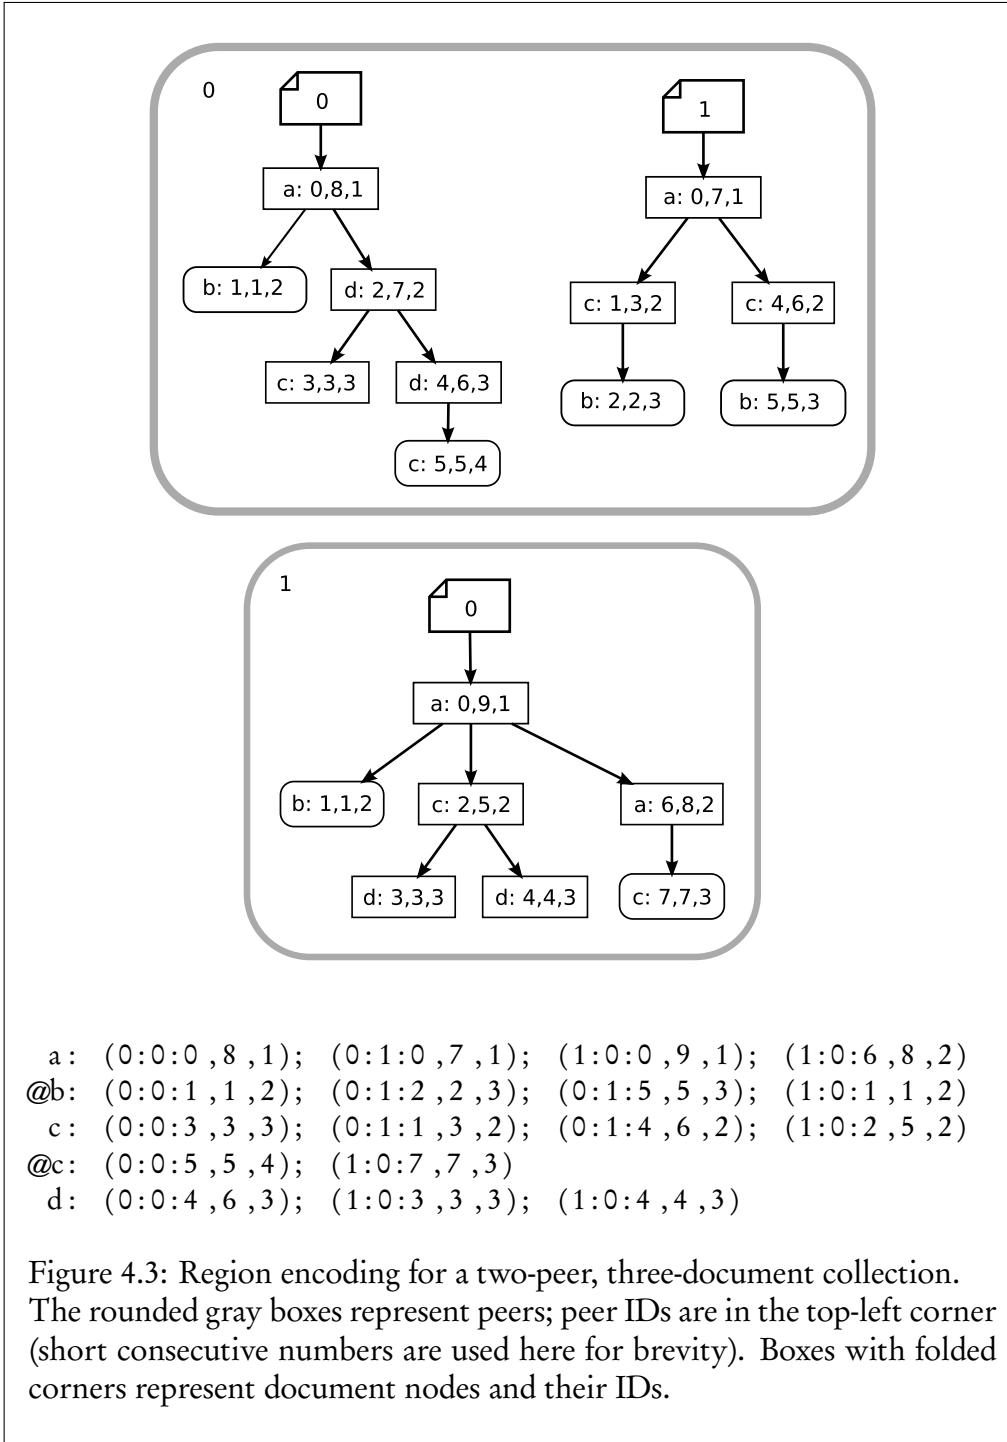 0
0
1
a: 0,8,1
a: 0,7,1
b: 1,1,2
d: 2,7,2
c: 1,3,2
c: 4,6,2
c: 3,3,3
d: 4,6,3
b: 2,2,3
b: 5,5,3
c: 5,5,4
1
0
a: 0,9,1
b: 1,1,2
c: 2,5,2
a: 6,8,2
d: 3,3,3
d: 4,4,3
c: 7,7,3
a: (0:0:0 ,8 ,1); (0:1:0 ,7 ,1); (1:0:0 ,9 ,1); (1:0:6 ,8 ,2)
@b: (0:0:1 ,1 ,2); (0:1:2 ,2 ,3); (0:1:5 ,5 ,3); (1:0:1 ,1 ,2)
c: (0:0:3 ,3 ,3); (0:1:1 ,3 ,2); (0:1:4 ,6 ,2); (1:0:2 ,5 ,2)
@c: (0:0:5 ,5 ,4); (1:0:7 ,7 ,3)
d: (0:0:4 ,6 ,3); (1:0:3 ,3 ,3); (1:0:4 ,4 ,3)
Figure 4.3: Region encoding for a two-peer, three-document collection.
The rounded gray boxes represent peers; peer IDs are in the top-left corner
(short consecutive numbers are used here for brevity). Boxes with folded
corners represent document nodes and their IDs.